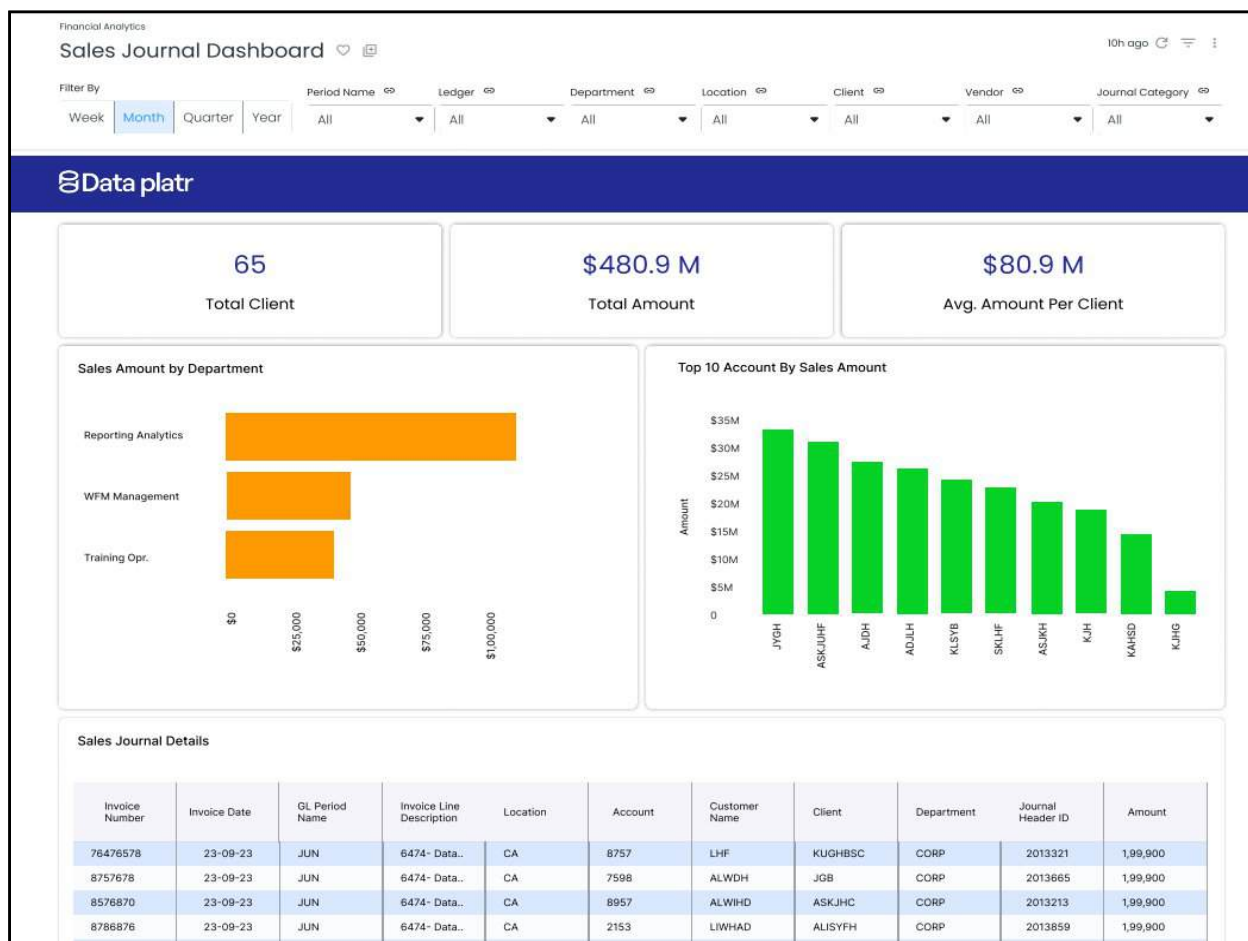 Financial Analytics
Sales Journal Dashboard
10h ago
Filter By
Week Month Quarter Year
Period Name Ledger Department Location Client Vendor Journal Category
All All All All All All All
Data platr
65
Total Client
$480.9 M
Total Amount
$80.9 M
Avg. Amount Per Client
Sales Amount by Department
Reporting Analytics
WFM Management
Training Opr.
$0 $25,000 $50,000 $75,000 $1,00,000
Top 10 Account By Sales Amount
Amount
$35M
$30M
$25M
$20M
$15M
$10M
$5M
0
JYGH ASKJUHF AJDH ADJLH KLSYB SKLHF ASJKH KJH KAHSD KJHG
Sales Journal Details
Invoice Number Invoice Date GL Period Name Invoice Line Description Location Account Customer Name Client Department Journal Header ID Amount
76476578 23-09-23 JUN 6474- Data.. CA 8757 LHF KUGHBSC CORP 2013321 1,99,900
8757678 23-09-23 JUN 6474- Data.. CA 7598 ALWDH JGB CORP 2013665 1,99,900
8576870 23-09-23 JUN 6474- Data.. CA 8957 ALWIHD ASKJHC CORP 2013213 1,99,900
8786876 23-09-23 JUN 6474- Data.. CA 2153 LIWHAD ALISYFH CORP 2013859 1,99,900